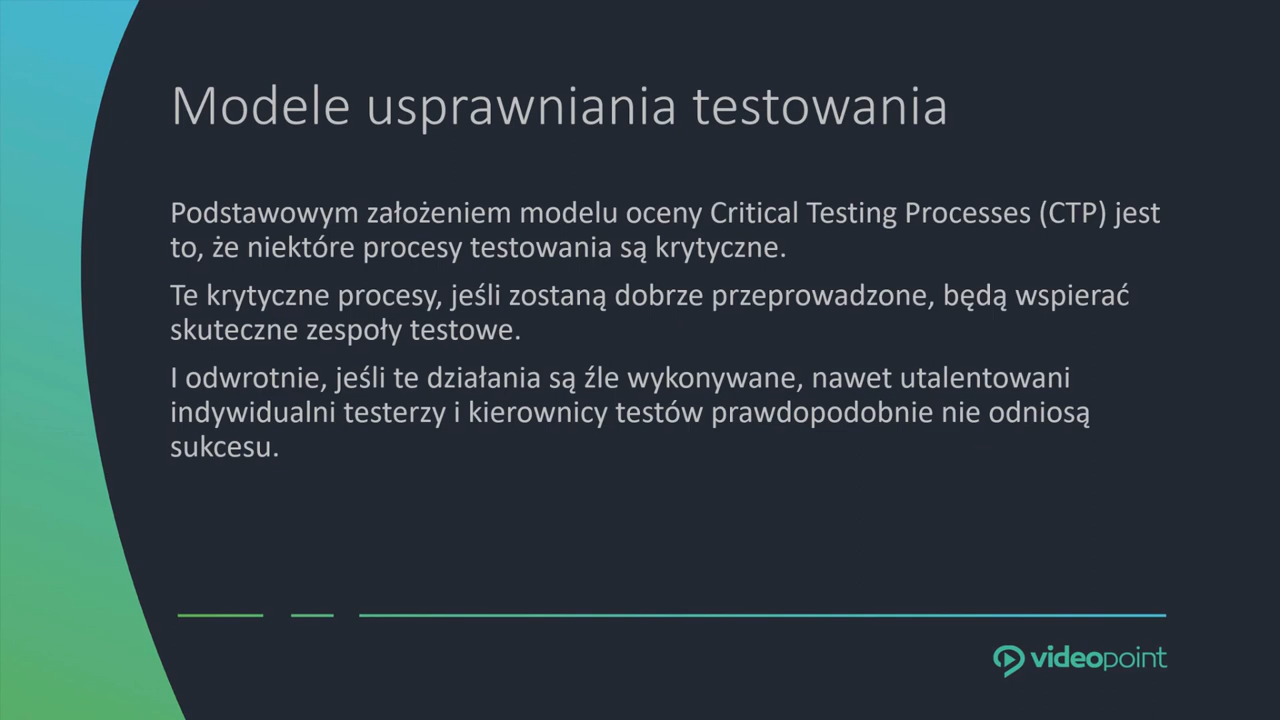 Modele usprawniania testowania
Podstawowym założeniem modelu oceny Critical Testing Processes (CTP) jest
to, że niektóre procesy testowania są krytyczne.
Te krytyczne procesy, jeśli zostaną dobrze przeprowadzone, będą wspierać
skuteczne zespoły testowe.
I odwrotnie, jeśli te działania są źle wykonywane, nawet utalentowani
indywidualni testerzy i kierownicy testów prawdopodobnie nie odniosą
sukcesu.
videopoint